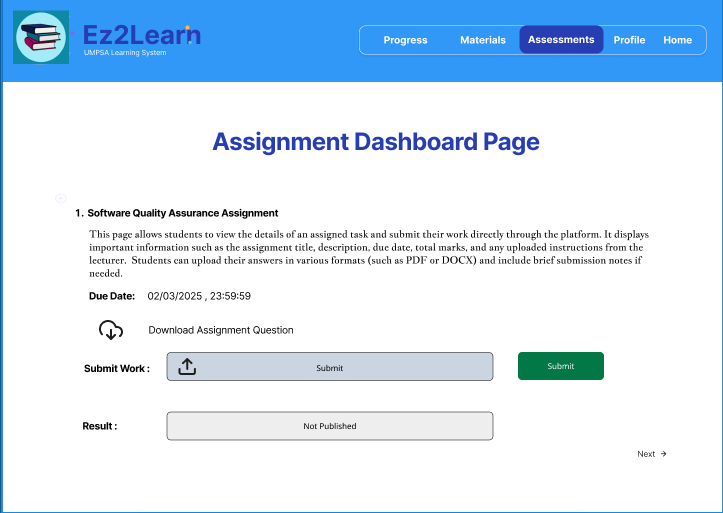 Ez2Learn
UMPSA Learning System
Progress
Materials
Assessments
Profile
Home
Assignment Dashboard Page
1. Software Quality Assurance Assignment
This page allows students to view the details of an assigned task and submit their work directly through the platform. It displays
important information such as the assignment title, description, due date, total marks, and any uploaded instructions from the
lecturer. Students can upload their answers in various formats (such as PDF or DOCX) and include brief submission notes if
needed.
Due Date: 02/03/2025 , 23:59:59
Download Assignment Question
Submit Work : Submit Submit
Result : Not Published
Next →